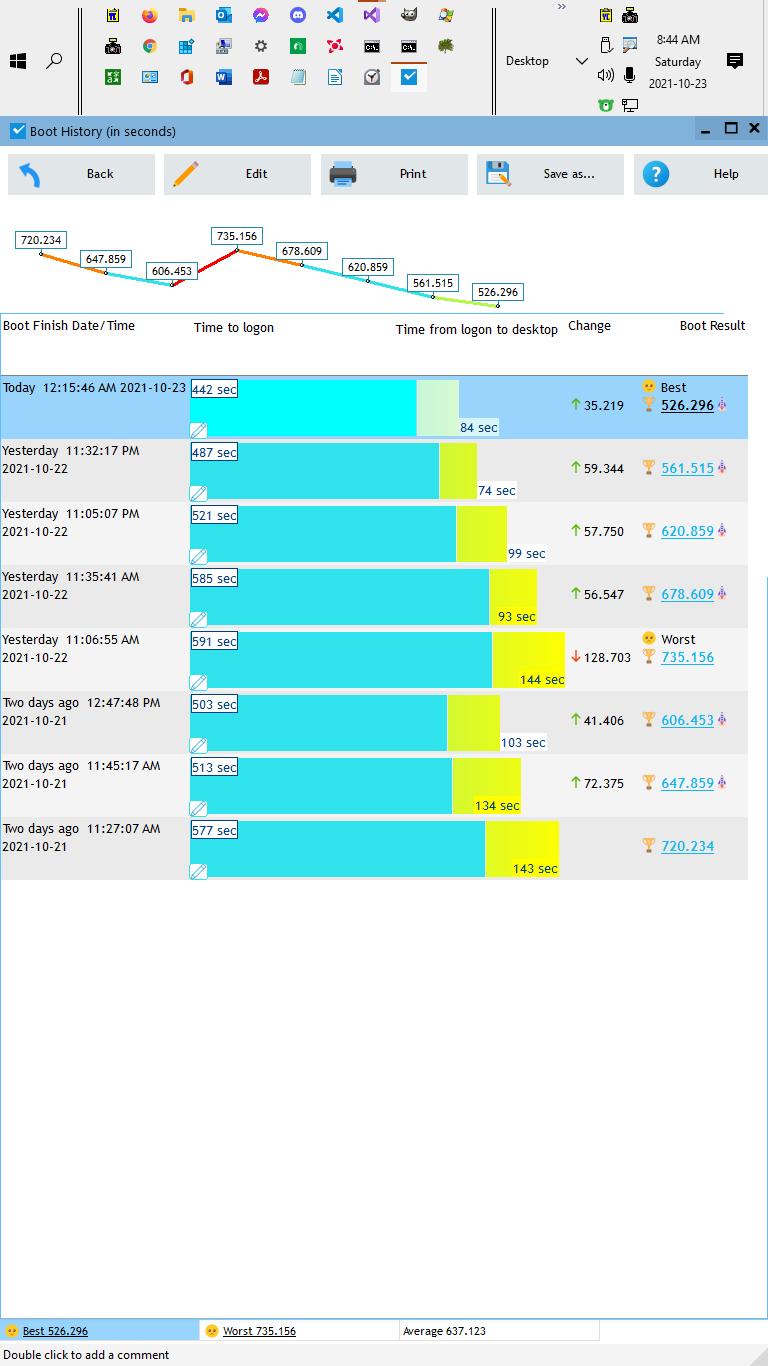 Desktop
8:44 AM
Saturday
2021-10-23
Boot History (in seconds)
Back
Edit
Print
Save as...
Help
720.234
647.859
606.453
735.156
678.609
620.859
561.515
526.296
Boot Finish Date/Time
Time to logon
Time from logon to desktop
Change
Boot Result
Today 12:15:46 AM 2021-10-23
442 sec
84 sec
35.219
Best
526.296
Yesterday 11:32:17 PM
2021-10-22
487 sec
74 sec
59.344
561.515
Yesterday 11:05:07 PM
2021-10-22
521 sec
99 sec
57.750
620.859
Yesterday 11:35:41 AM
2021-10-22
585 sec
93 sec
56.547
678.609
Yesterday 11:06:55 AM
2021-10-22
591 sec
144 sec
128.703
Worst
735.156
Two days ago 12:47:48 PM
2021-10-21
503 sec
103 sec
41.406
606.453
Two days ago 11:45:17 AM
2021-10-21
513 sec
134 sec
72.375
647.859
Two days ago 11:27:07 AM
2021-10-21
577 sec
143 sec
720.234
Best 526.296
Worst 735.156
Average 637.123
Double click to add a comment